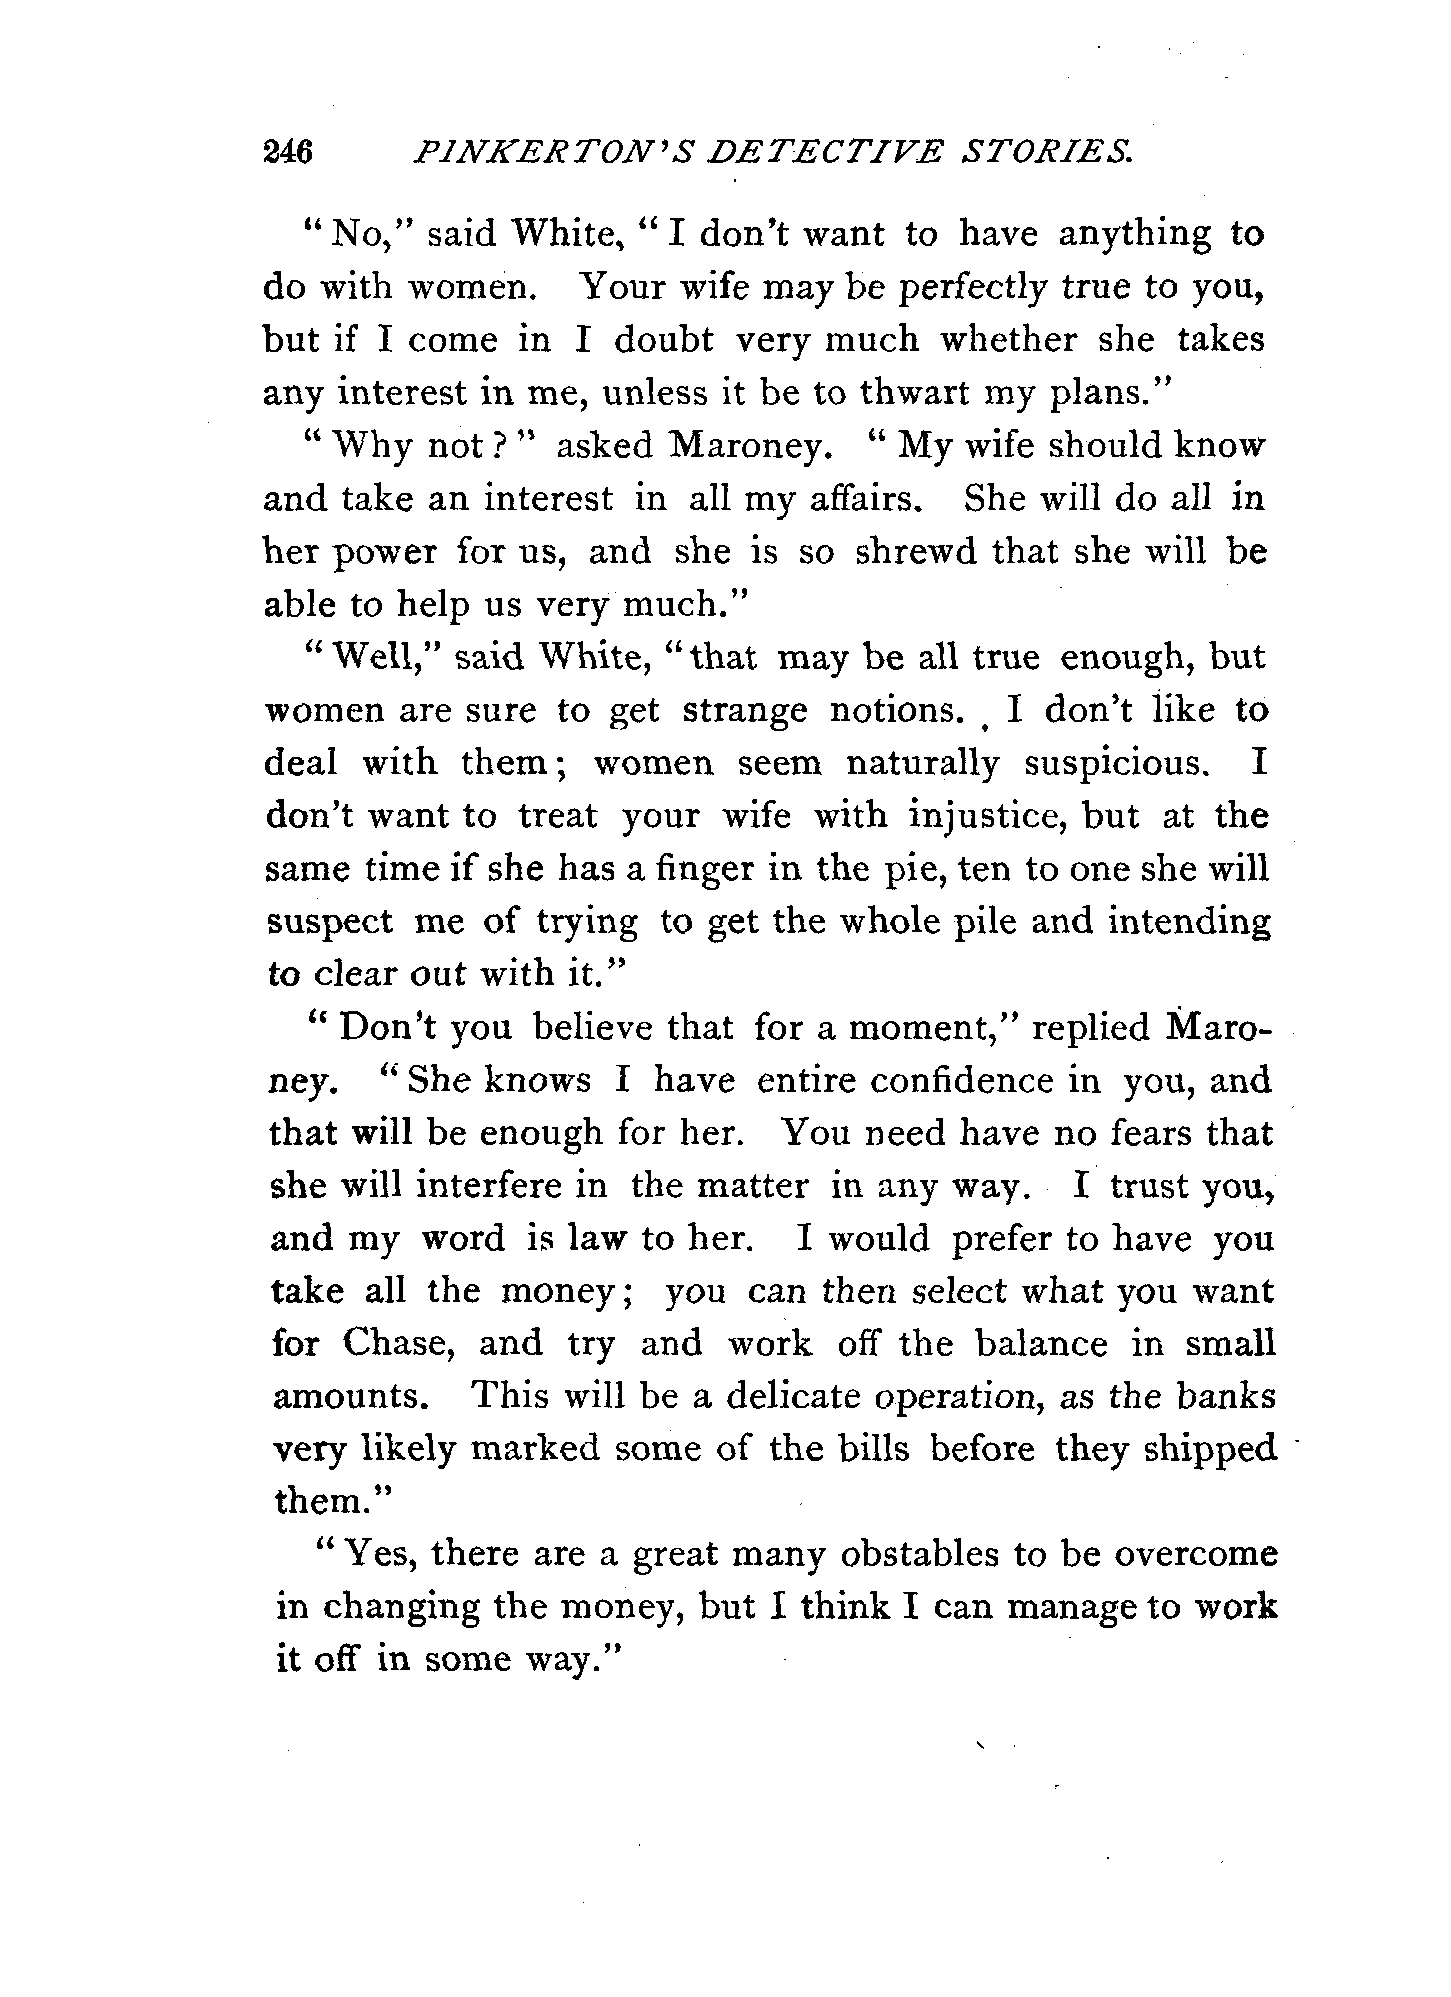 246 PINKERTON'S DETECTIVE STORIES.
" No," said White, " I don't want to have anything to
do with women. Your wife may be perfectly true to you,
but if I come in I doubt very much whether she takes
any interest in me, unless it be to thwart my plans."
" Why not ? " asked Maroney. " My wife should know
and take an interest in all my affairs. She will do all in
her power for us, and she is so shrewd that she will be
able to help us very much."
" Well," said White, " that may be all true enough, but
women are sure to get strange notions. I don't like to
deal with them ; women seem naturally suspicious. I
don't want to treat your wife with injustice, but at the
same time if she has a finger in the pie, ten to one she will
suspect me of trying to get the whole pile and intending
to clear out with it."
" Don't you believe that for a moment," replied Maro-
ney. " She knows I have entire confidence in you, and
that will be enough for her. You need have no fears that
she will interfere in the matter in any way. I trust you,
and my word is law to her. I would prefer to have you
take all the money ; you can then select what you want
for Chase, and try and work off the balance in small
amounts. This will be a delicate operation, as the banks
very likely marked some of the bills before they shipped
them."
" Yes, there are a great many obstables to be overcome
in changing the money, but I think I can manage to work
it off in some way."